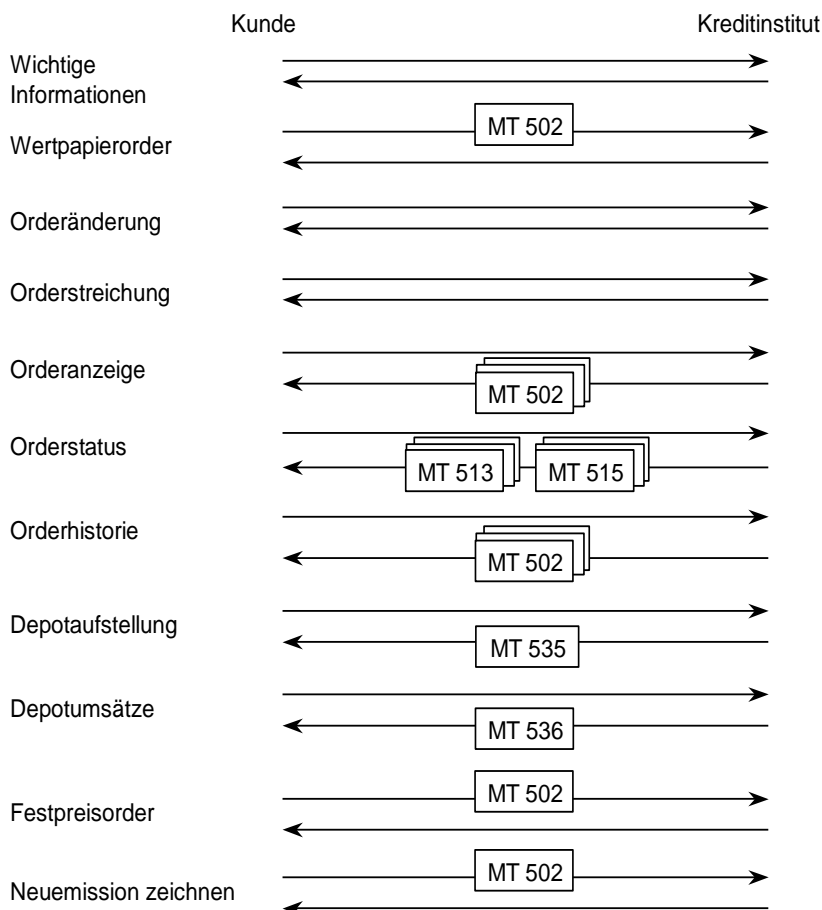 Kunde Kreditinstitut
Wichtige
Informationen
MT 502
Wertpapierorder
Orderänderung
Orderstreichung
Orderanzeige
MT 502
Orderstatus
MT 513 MT 515
Orderhistorie
MT 502
Depotaufstellung
MT 535
Depotumsätze
MT 536
MT 502
Festpreisorder
MT 502
Neuemission zeichnen